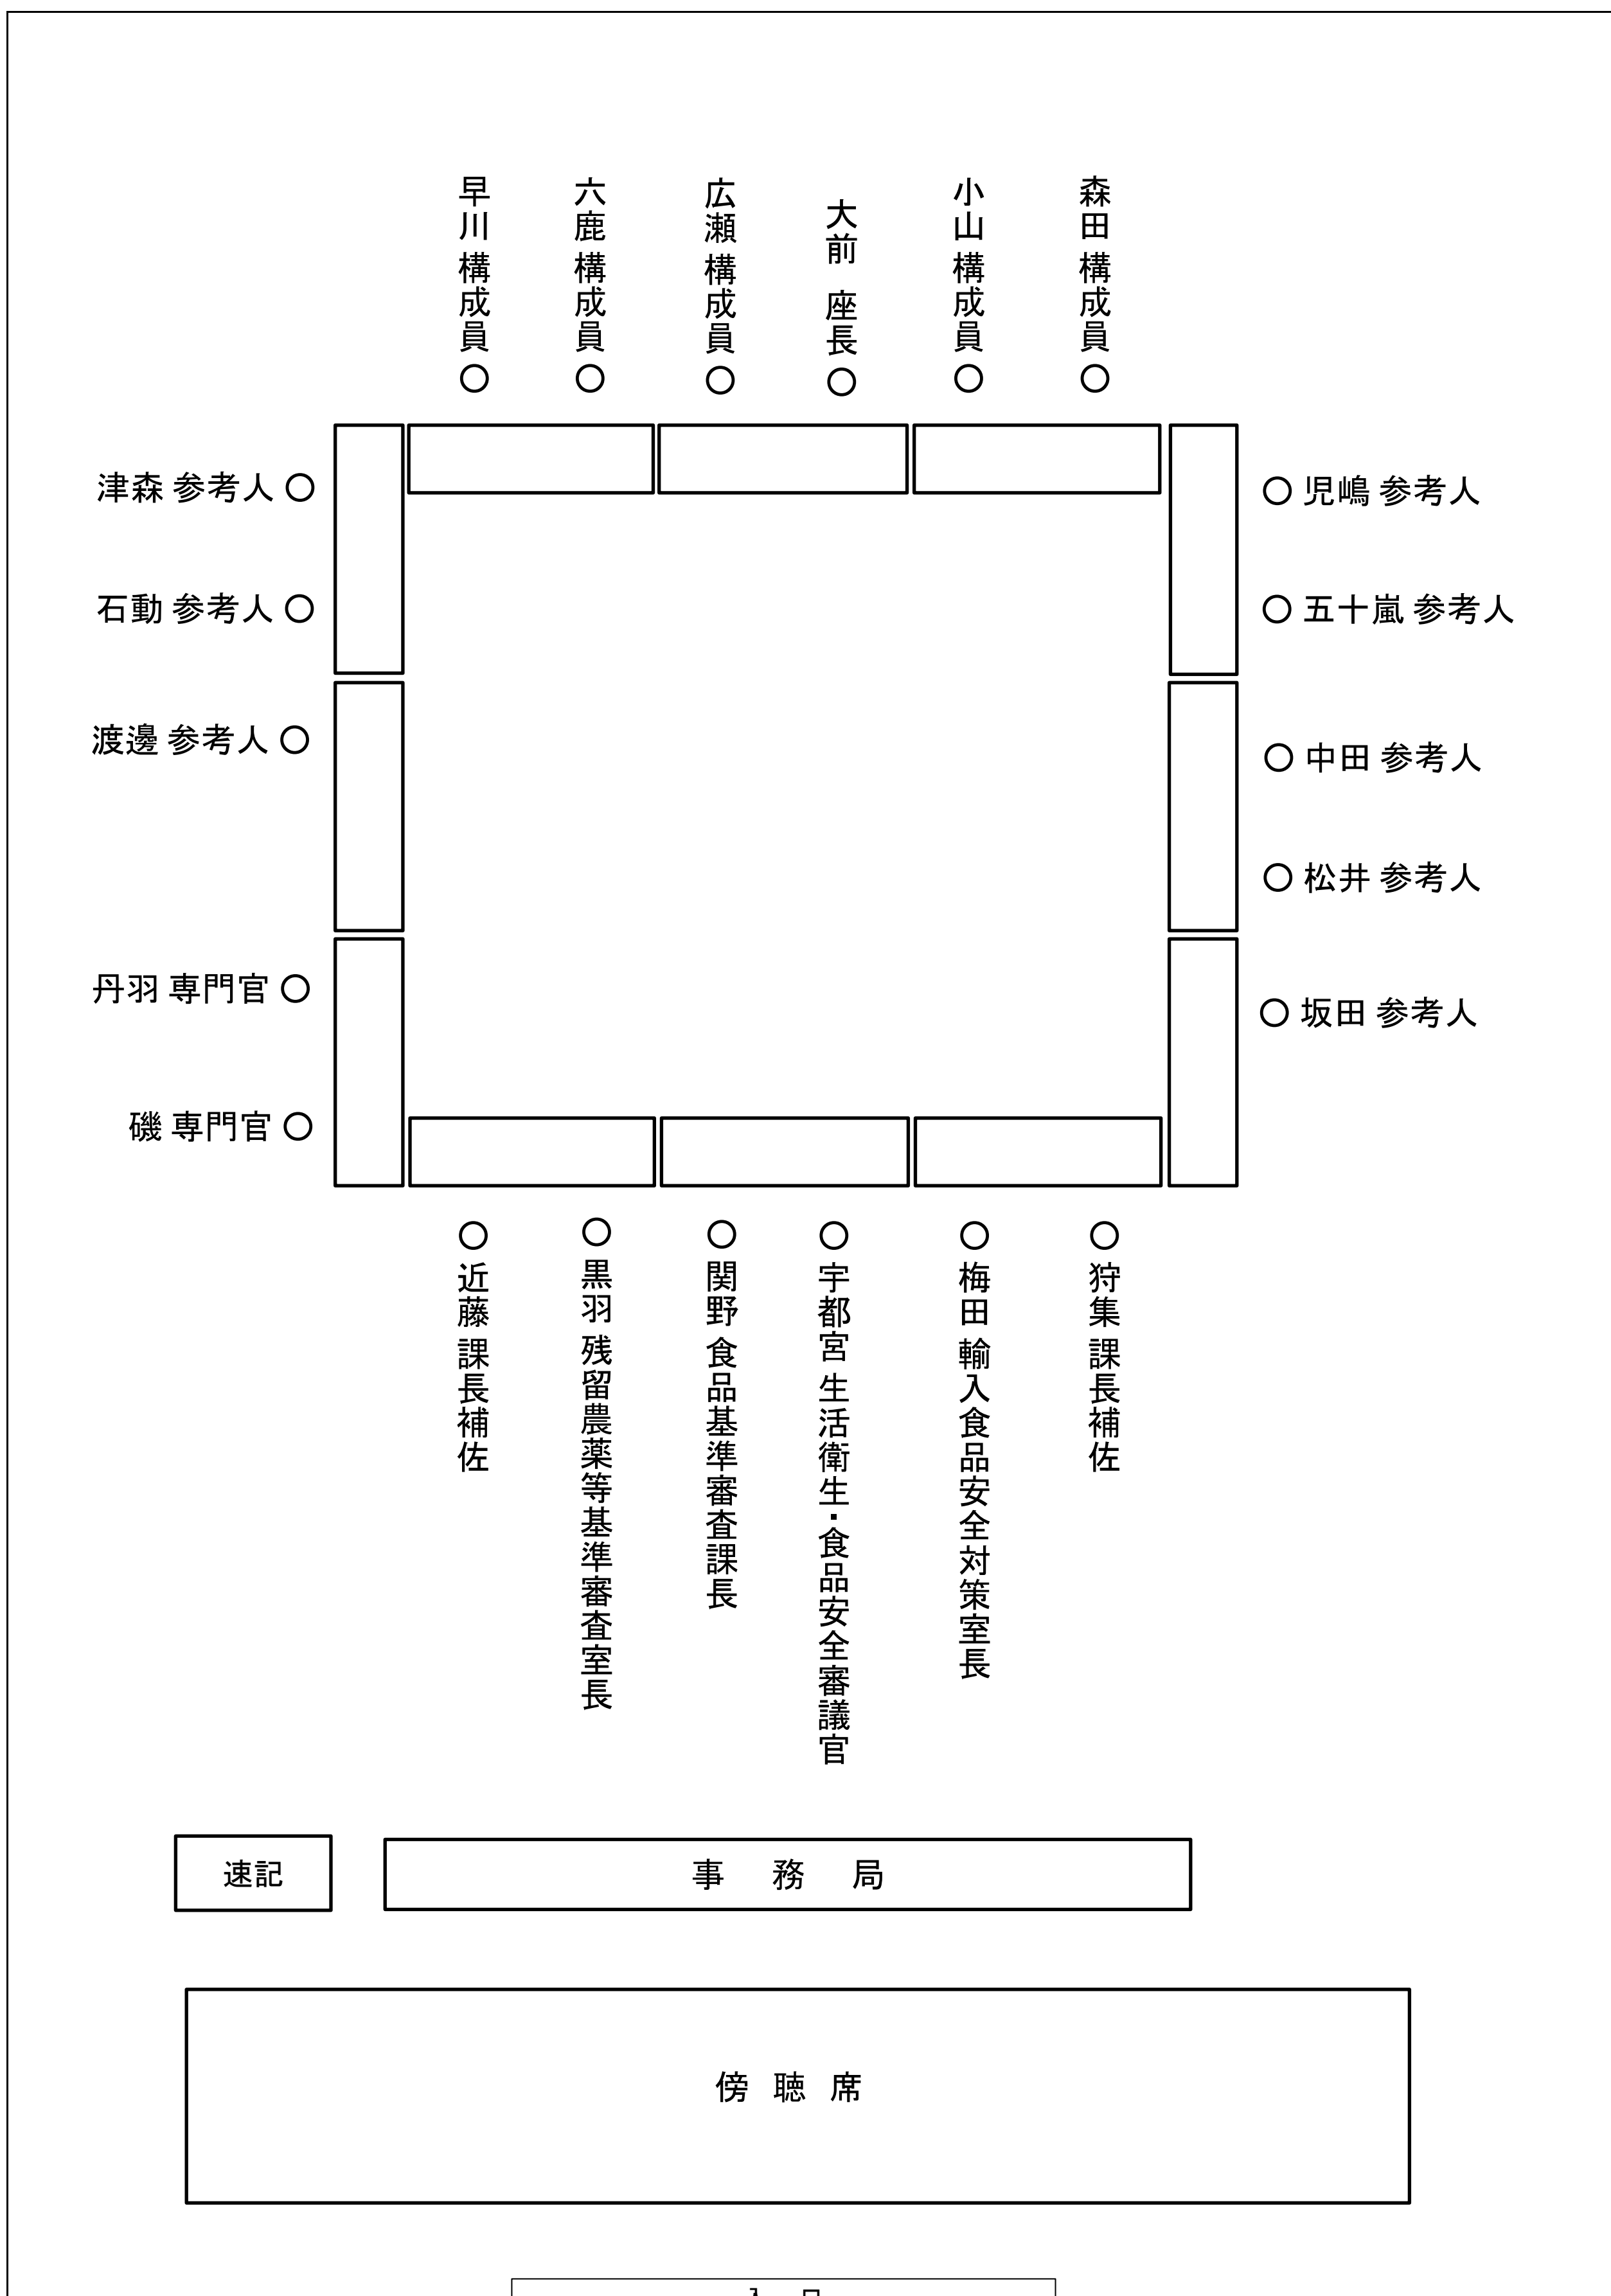 早川 構成員○
六鹿 構成員○
広瀬 構成員○
大前 座長○
小山 構成員○
森田 構成員○
津森 参考人 ○
石動 参考人 ○
渡邊 参考人 ○
丹羽 専門官 ○
磯 専門官 ○
○ 児嶋 参考人
○ 五十嵐 参考人
○ 中田 参考人
○ 松井 参考人
○ 坂田 参考人
○ 近藤 課長補佐
○ 黒羽 残留農薬等基準審査室長
○ 関野 食品基準審査課長
○ 宇都宮 生活衛生・食品安全審議官
○ 梅田 輸入食品安全対策室長
○ 狩集 課長補佐
速記
事 務 局
傍 聴 席